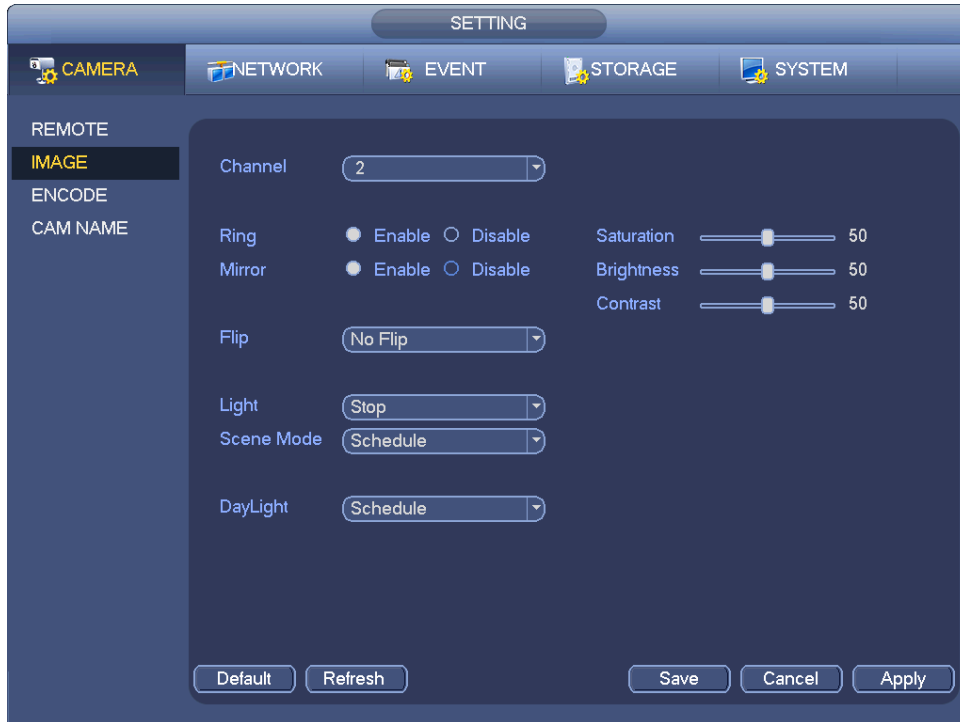 SETTING
CAMERA NETWORK EVENT STORAGE SYSTEM
REMOTE
IMAGE
ENCODE
CAM NAME
Channel 2
Ring Enable Disable Saturation 50
Mirror Enable Disable Brightness 50
Contrast 50
Flip No Flip
Light Stop
Scene Mode Schedule
DayLight Schedule
Default Refresh Save Cancel Apply